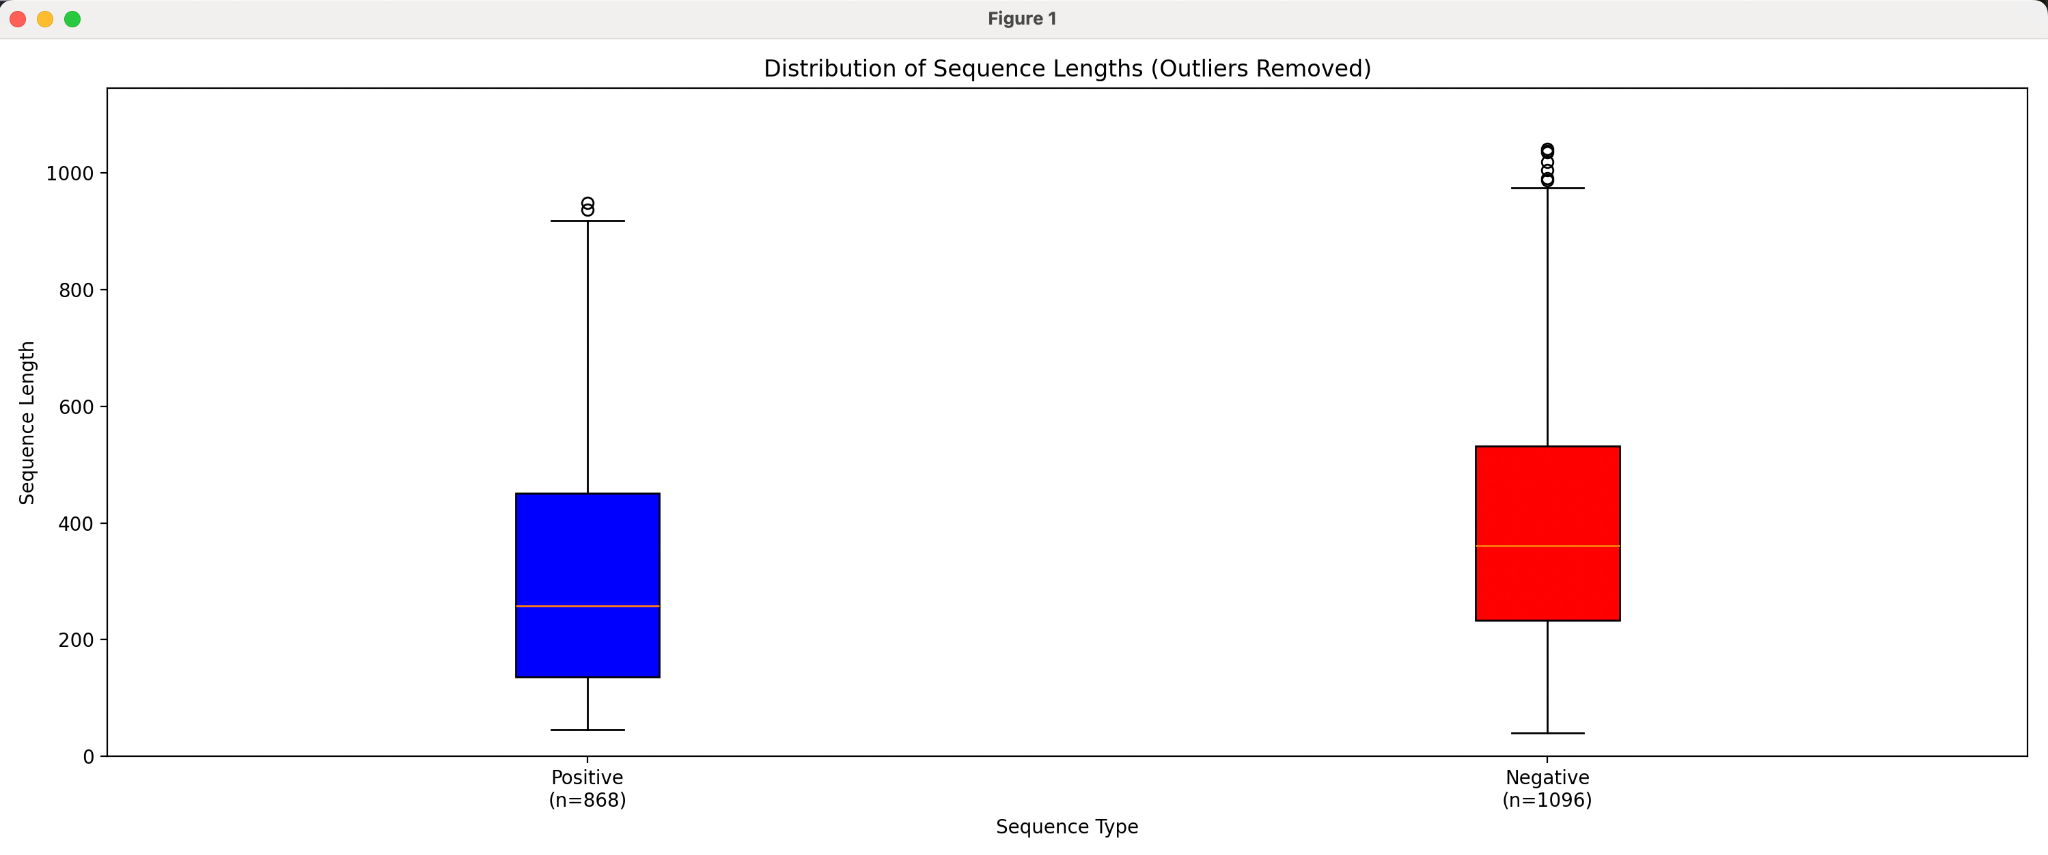 Figure 1
Distribution of Sequence Lengths (Outliers Removed)
Sequence Length
1000
800
600
400
200
0
Positive
(n=868)
Negative
(n=1096)
Sequence Type